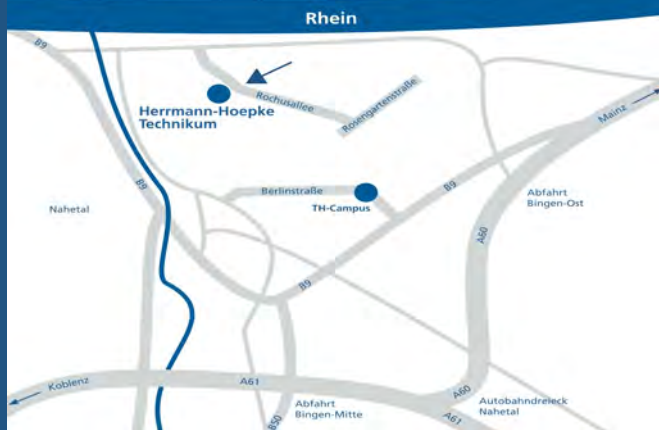 Rhein
B9
Rochusallee
Rosengartenstraße
Herrmann-Hoepke
Technikum
Mainz
B9
Berlinstraße
B9
TH-Campus
Abfahrt
Bingen-Ost
Nahetal
A60
B9
Koblenz
A61
A60
Autobahndreieck
Nahetal
Abfahrt
Bingen-Mitte
B50
A61